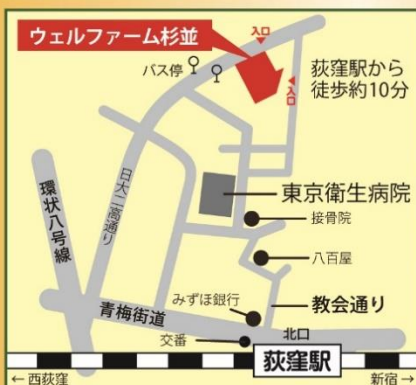 ウェルファーム杉並
入口
バス停
入口
荻窪駅から
徒歩約10分
日大二高通り
環状八号線
東京衛生病院
接骨院
八百屋
みずほ銀行
教会通り
青梅街道
北口
交番
荻窪駅
← 西荻窪
新宿 →